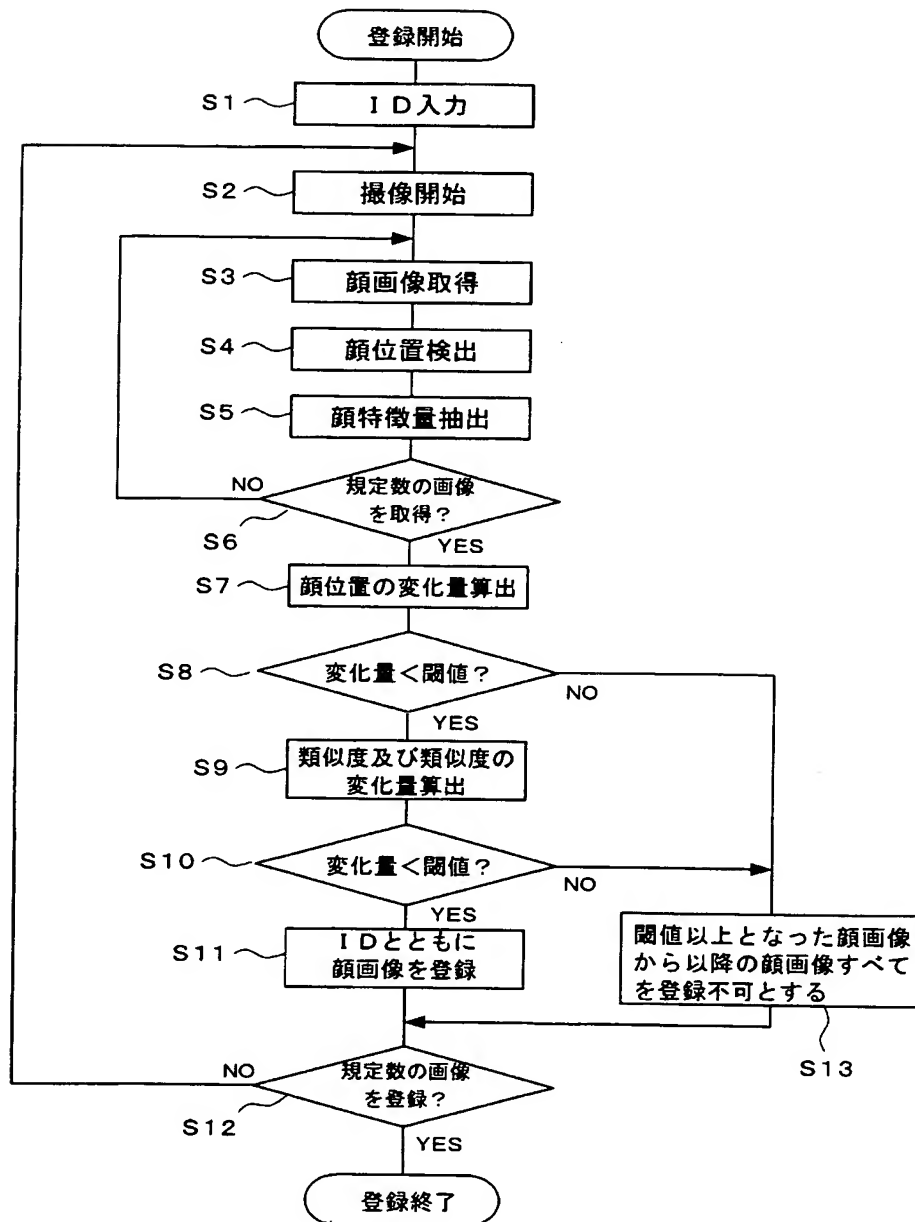 登録開始
S1
ID入力
S2
撮像開始
S3
顔画像取得
S4
顔位置検出
S5
顔特徴量抽出
NO
規定数の画像
を取得?
S6
YES
S7
顔位置の変化量算出
S8
変化量<閾値?
NO
YES
S9
類似度及び類似度の
変化量算出
S10
変化量<閾値?
NO
YES
S11
IDとともに
顔画像を登録
閾値以上となった顔画像
から以降の顔画像すべて
を登録不可とする
S13
NO
規定数の画像
を登録?
S12
YES
登録終了